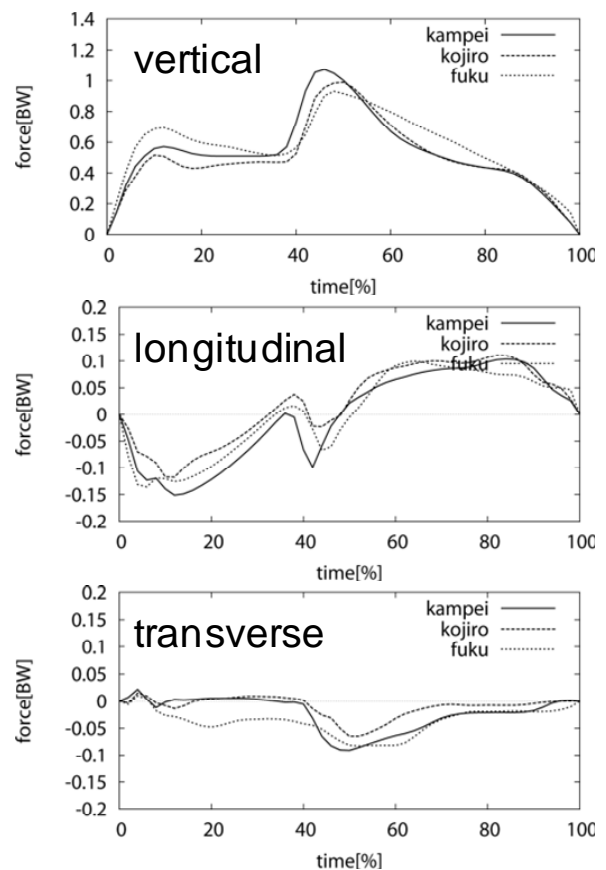 vertical
kampei
kojiro
fuku
force[BW]
1.4
1.2
1
0.8
0.6
0.4
0.2
0
0 20 40 60 80 100
time[%]
longitudinal
kampei
kojiro
fuku
force[BW]
0.2
0.15
0.1
0.05
0
-0.05
-0.1
-0.15
-0.2
0 20 40 60 80 100
time[%]
transverse
kampei
kojiro
fuku
force[BW]
0.2
0.15
0.1
0.05
0
-0.05
-0.1
-0.15
-0.2
0 20 40 60 80 100
time[%]